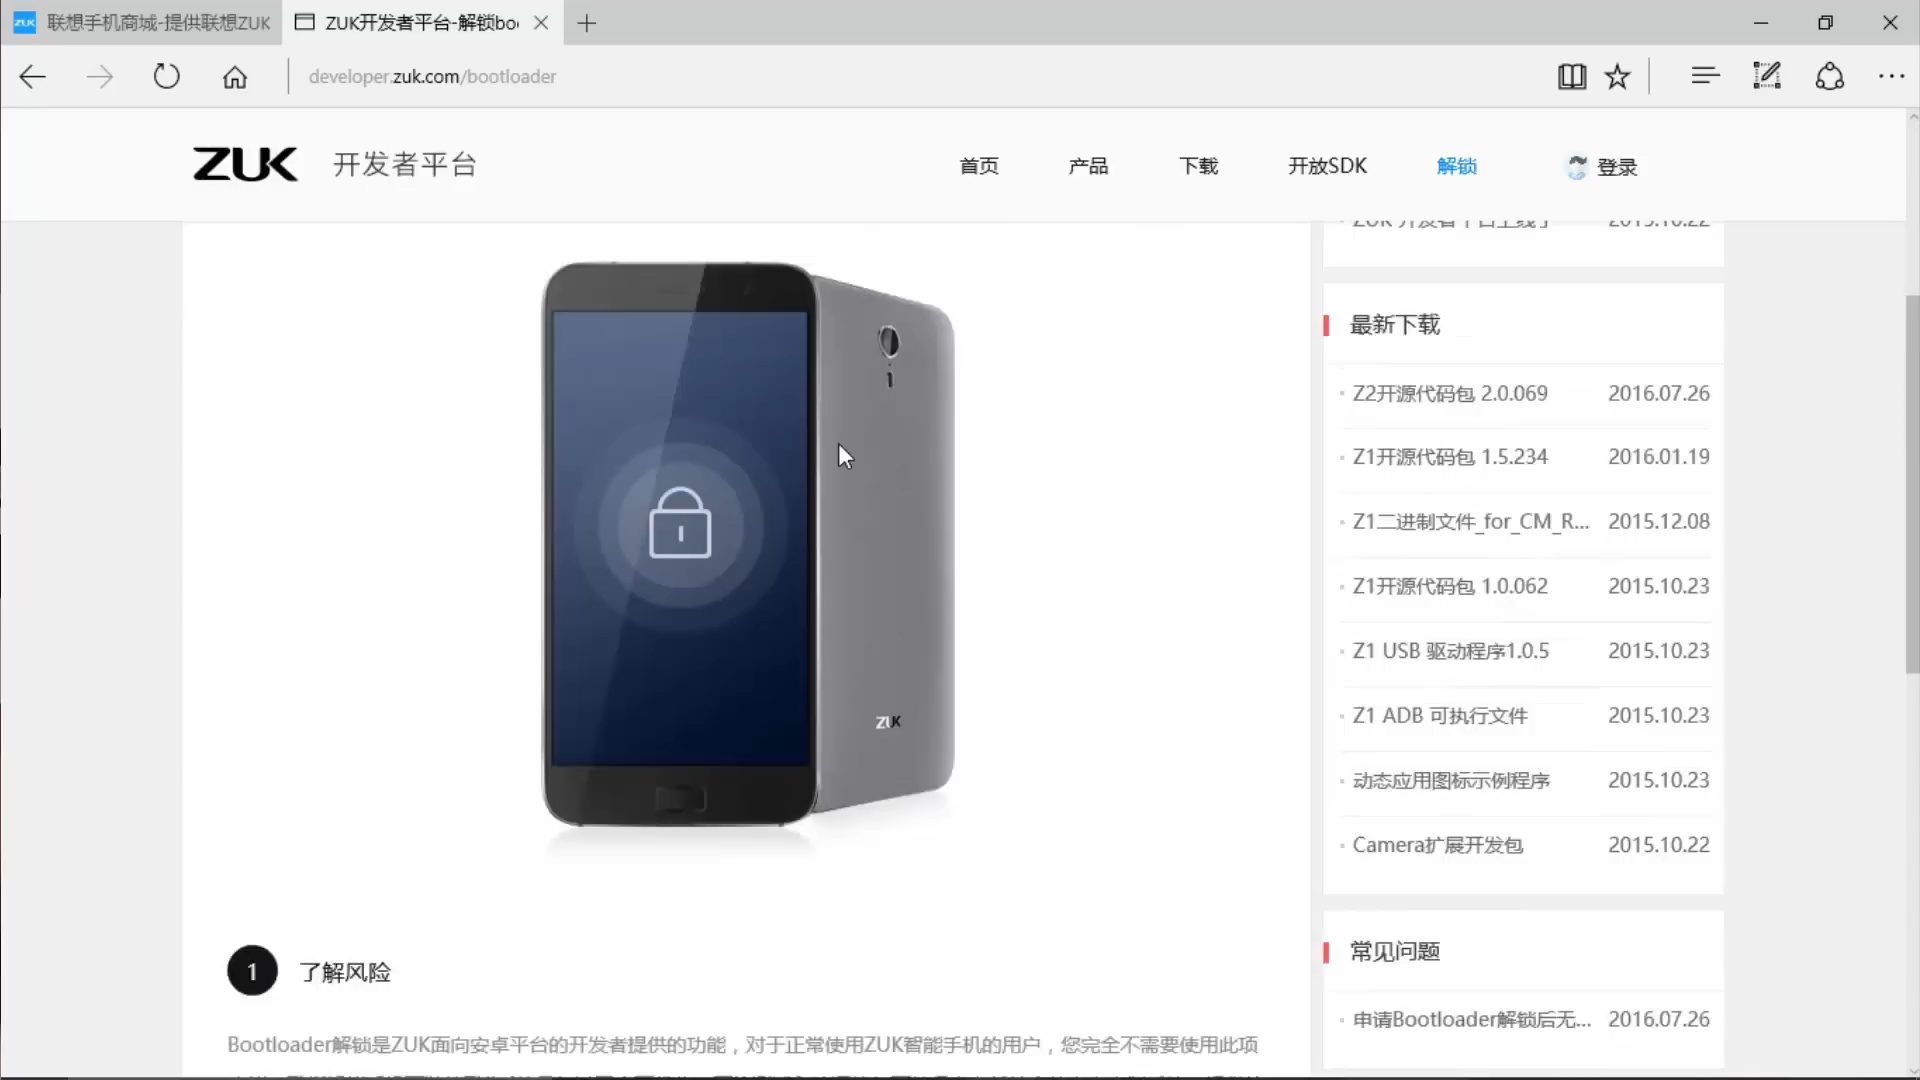 联想手机商城-提供联想ZUK
ZUK开发者平台-解锁boo
developer.zuk.com/bootloader
ZUK 开发者平台
首页 产品 下载 开放SDK 解锁 登录
ZUK 开发者平台上线了 2015.10.22
ZUK
最新下载
Z2开源代码包 2.0.069 2016.07.26
Z1开源代码包 1.5.234 2016.01.19
Z1二进制文件_for_CM_R... 2015.12.08
Z1开源代码包 1.0.062 2015.10.23
Z1 USB 驱动程序1.0.5 2015.10.23
Z1 ADB 可执行文件 2015.10.23
动态应用图标示例程序 2015.10.23
Camera扩展开发包 2015.10.22
常见问题
申请Bootloader解锁后无... 2016.07.26
1 了解风险
Bootloader解锁是ZUK面向安卓平台的开发者提供的功能，对于正常使用ZUK智能手机的用户，您完全不需要使用此项